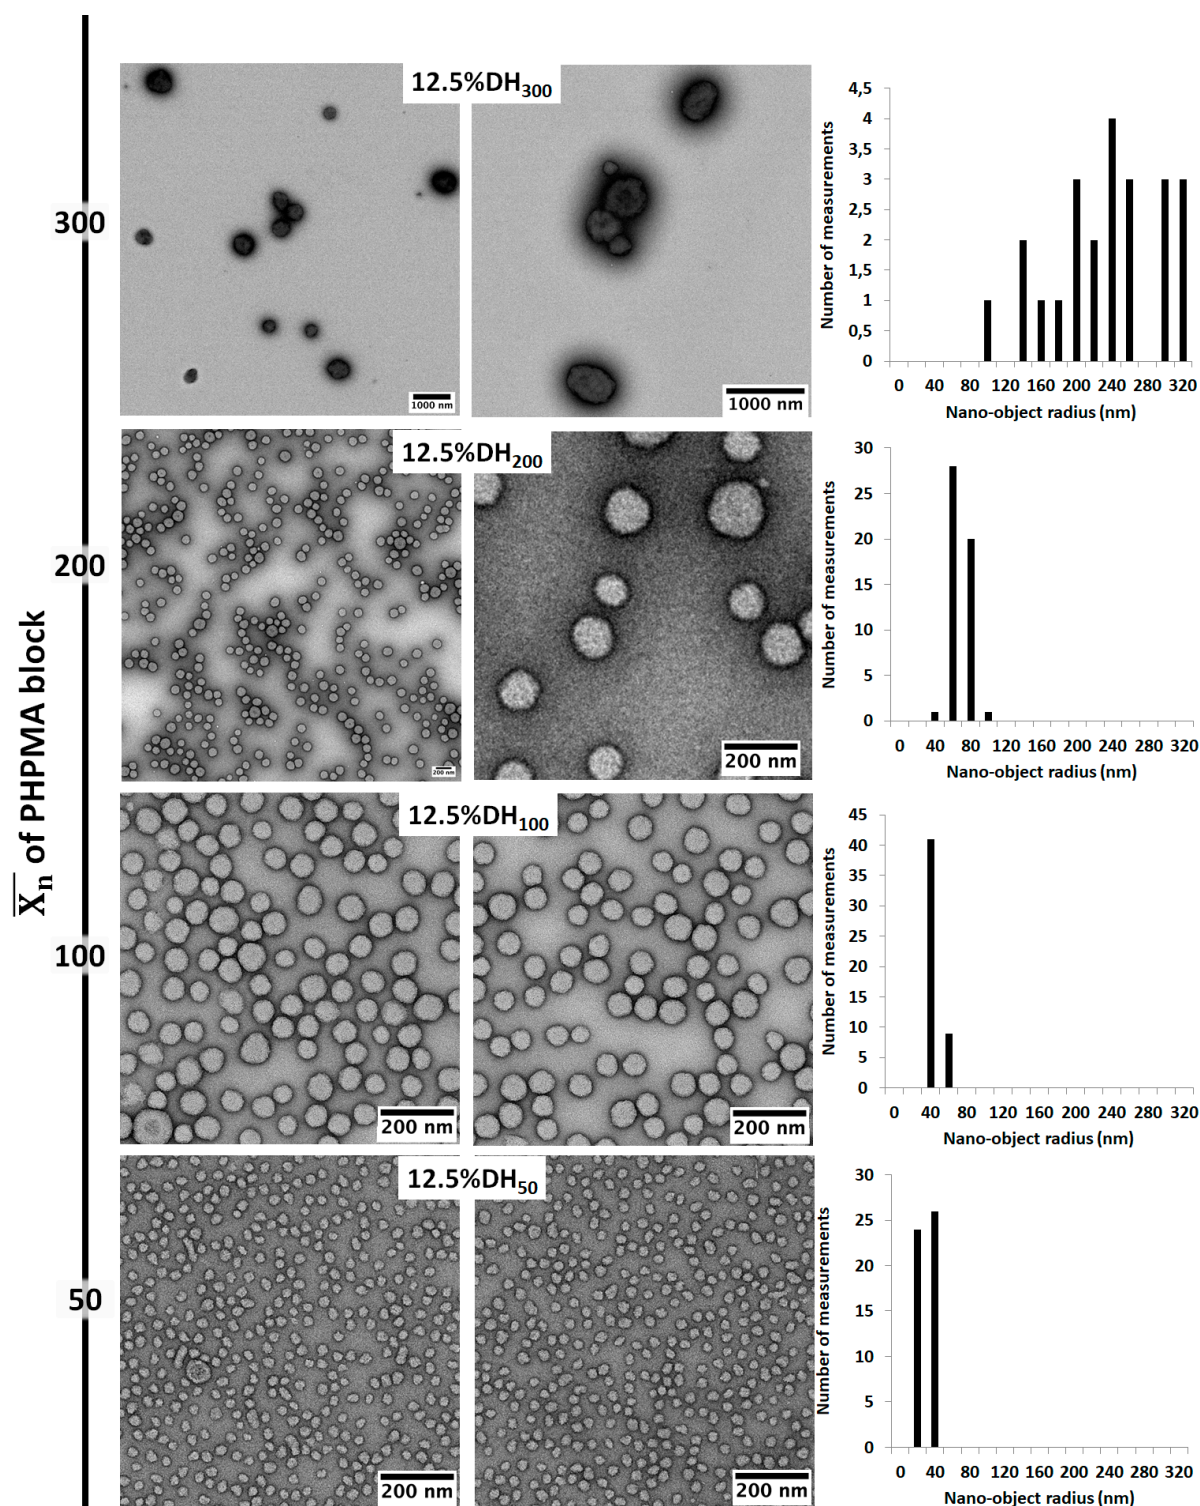 X̄n of PHPMA block
300
12.5%DH300
1000 nm
1000 nm
Number of measurements
4,5
4
3,5
3
2,5
2
1,5
1
0,5
0
0 40 80 120 160 200 240 280 320
Nano-object radius (nm)
200
12.5%DH200
200 nm
200 nm
Number of measurements
30
25
20
15
10
5
0
0 40 80 120 160 200 240 280 320
Nano-object radius (nm)
100
12.5%DH100
200 nm
200 nm
Number of measurements
45
40
35
30
25
20
15
10
5
0
0 40 80 120 160 200 240 280 320
Nano-object radius (nm)
50
12.5%DH50
200 nm
200 nm
Number of measurements
30
25
20
15
10
5
0
0 40 80 120 160 200 240 280 320
Nano-object radius (nm)